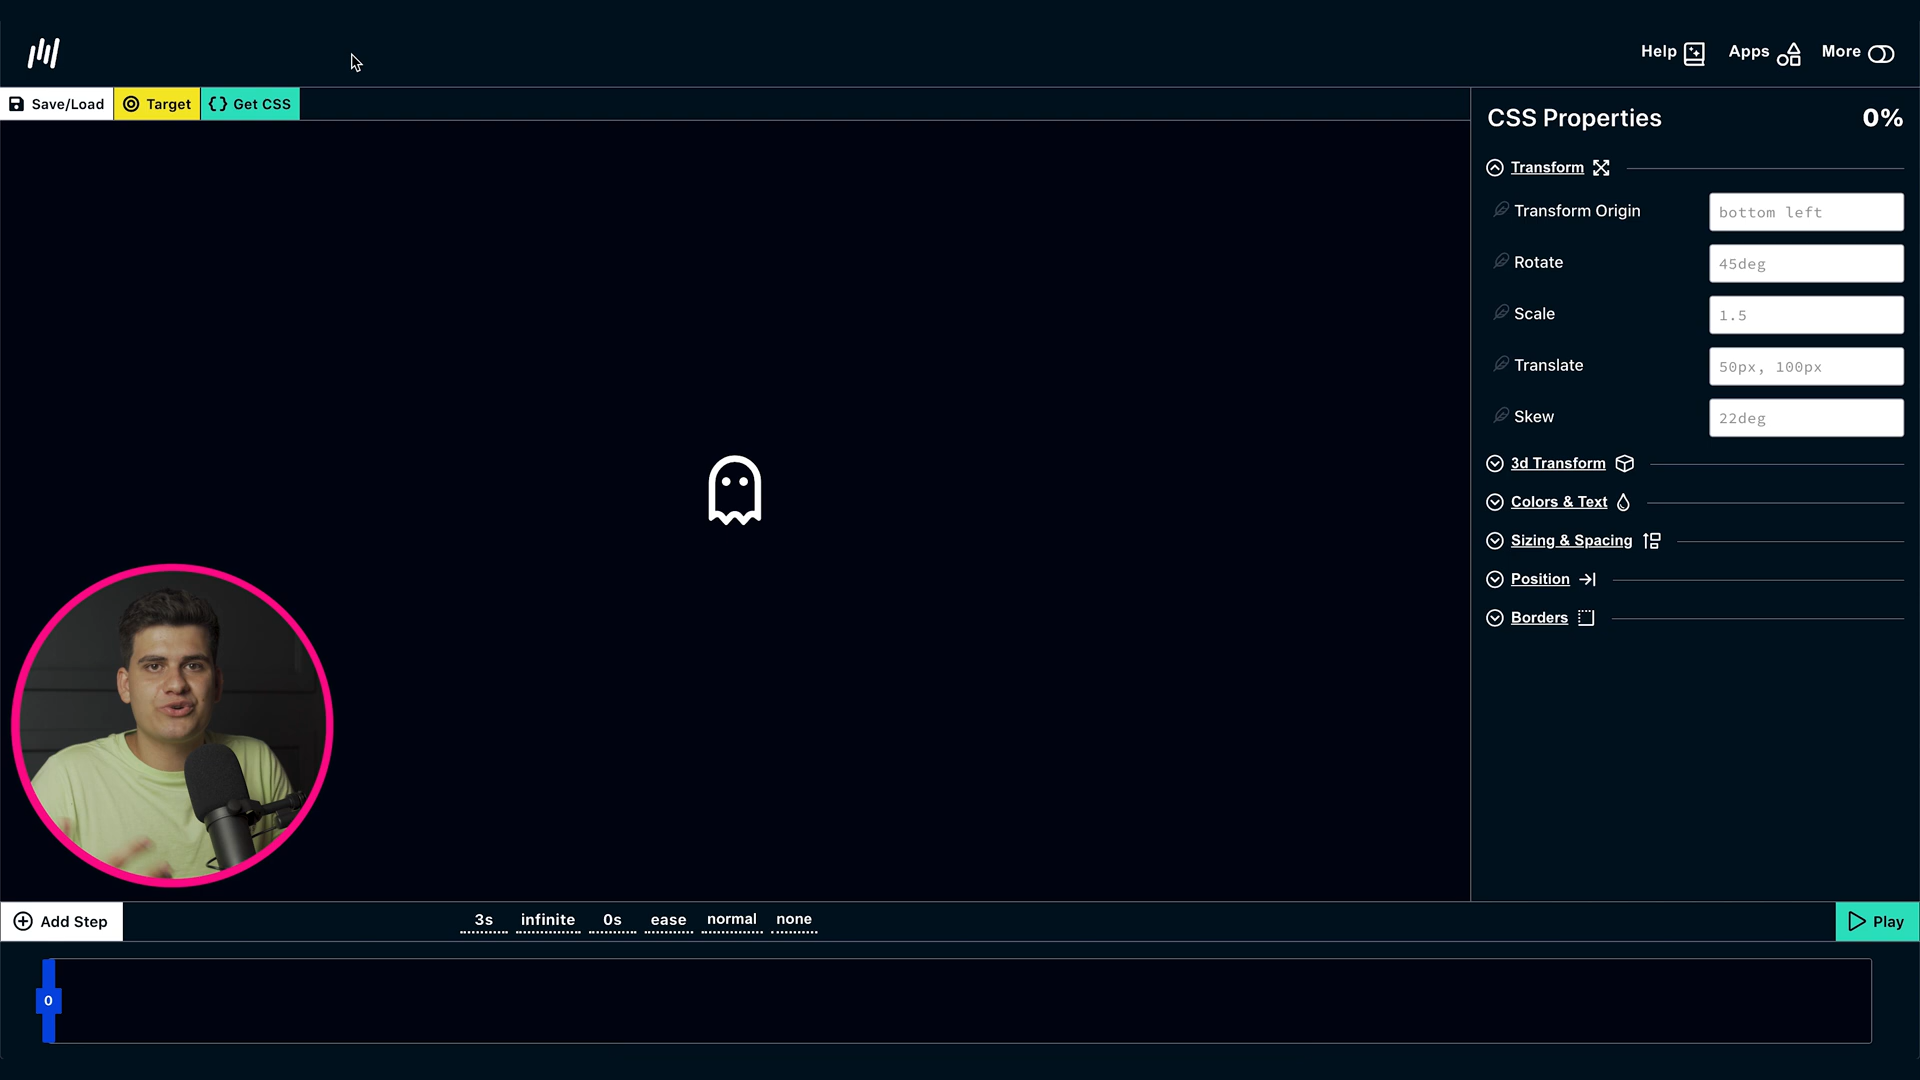 Help
Apps
More
Save/Load
Target
Get CSS
CSS Properties
0%
Transform
Transform Origin
bottom left
Rotate
45deg
Scale
1.5
Translate
50px, 100px
Skew
22deg
3d Transform
Colors & Text
Sizing & Spacing
Position
Borders
Add Step
3s infinite 0s ease normal none
Play
0